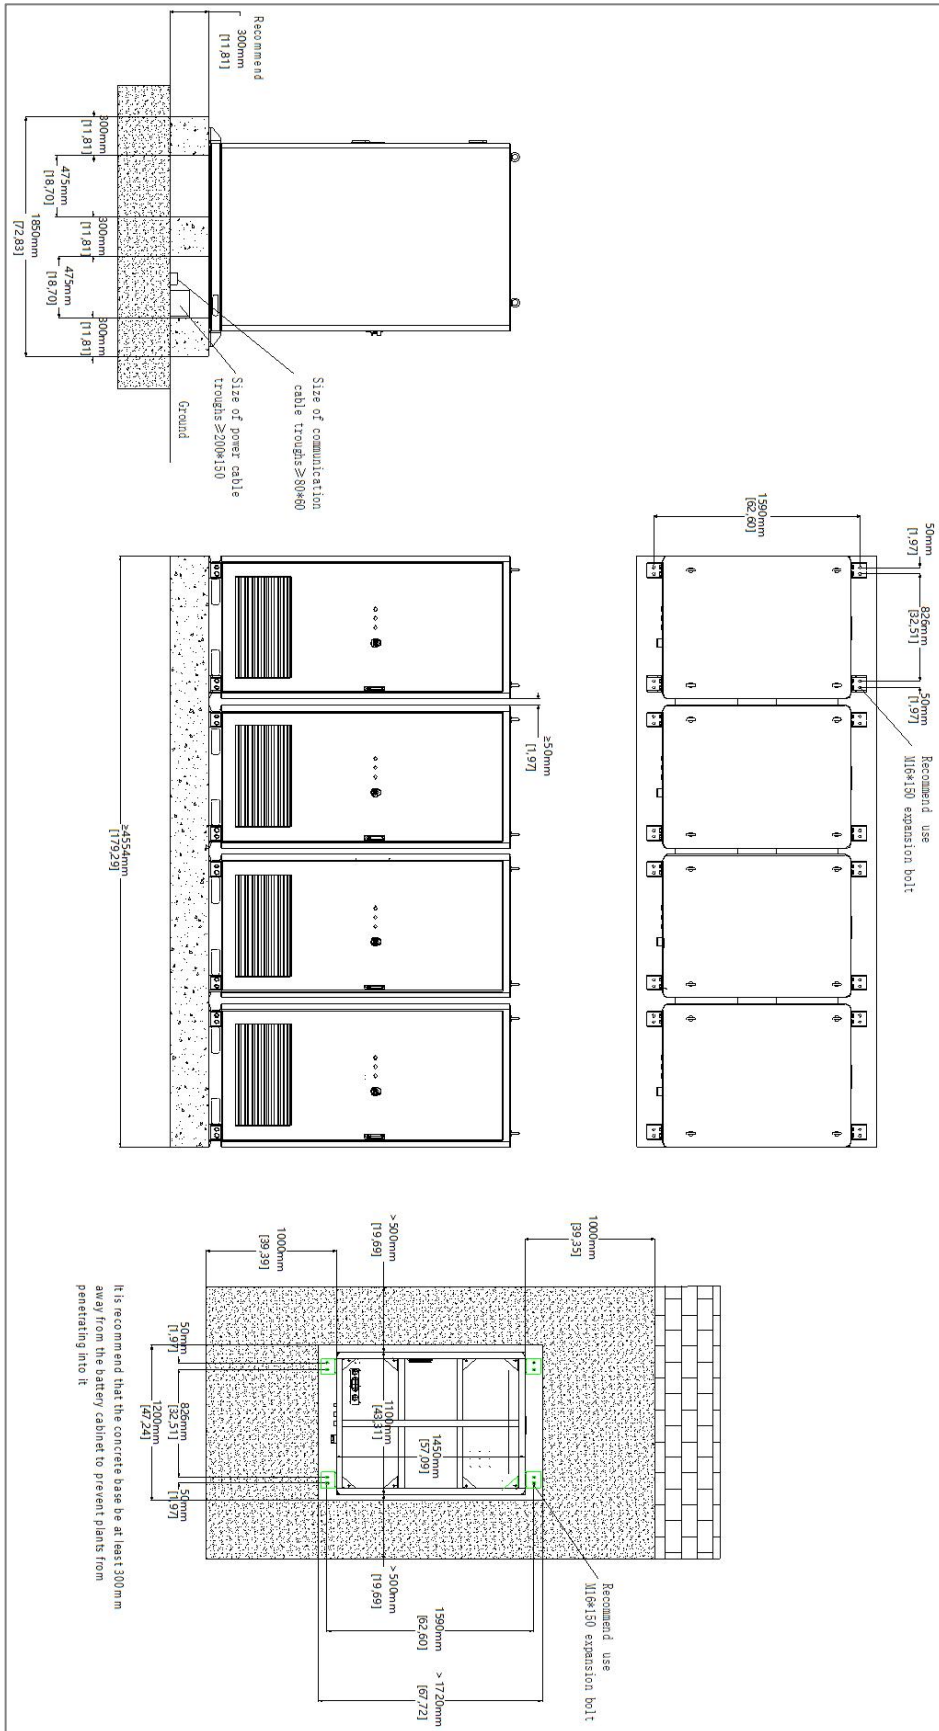 Recommend
300mm
[11,81]
300mm
[11,81]
475mm
[18,70]
300mm
[11,81]
475mm
[18,70]
300mm
[11,81]
1850mm
[72,83]
Size of communication
cable troughs≥80*60
Size of power cable
troughs≥200*150
Ground
1590mm
[62,60]
50mm
[1,97]
826mm
[32,51]
50mm
[1,97]
Recommend use
M16*150 expansion bolt
≥50mm
[1,97]
≥4554mm
[179,29]
1000mm
[39,35]
>500mm
[19,69]
1000mm
[39,39]
50mm
[1,97]
826mm
[32,51]
50mm
[1,97]
1200mm
[47,24]
1100mm
[43,31]
1450mm
[57,09]
>500mm
[19,69]
1590mm
[62,60]
>1720mm
[67,72]
Recommend use
M16*150 expansion bolt
It is recommend that the concrete base be at least 300mm
away from the battery cabinet to prevent plants from
penetrating into it